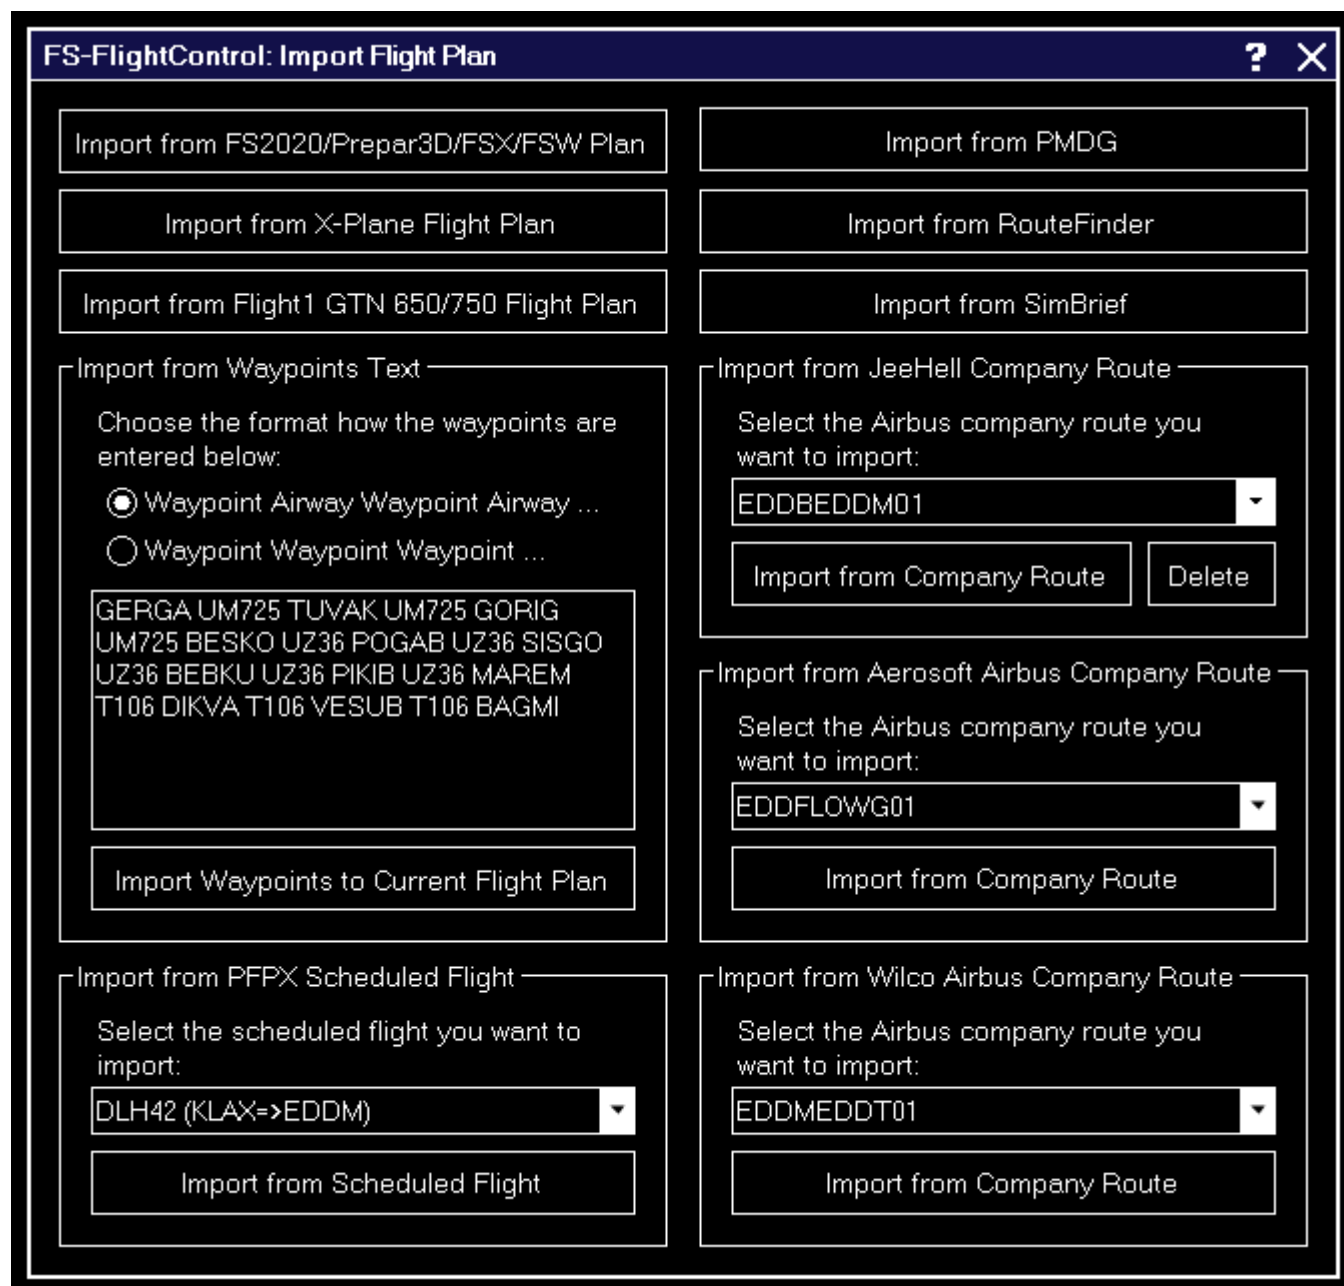 FS-FlightControl: Import Flight Plan
?
Import from FS2020/Prepar3D/FSX/FSW Plan
Import from PMDG
Import from X-Plane Flight Plan
Import from RouteFinder
Import from Flight1 GTN 650/750 Flight Plan
Import from SimBrief
Import from Waypoints Text
Choose the format how the waypoints are
entered below:
Waypoint Airway Waypoint Airway ...
Waypoint Waypoint Waypoint ...
GERGA UM725 TUVAK UM725 GORIG
UM725 BESKO UZ36 POGAB UZ36 SISGO
UZ36 BEBKU UZ36 PIKIB UZ36 MAREM
T106 DIKVA T106 VESUB T106 BAGMI
Import Waypoints to Current Flight Plan
Import from JeeHell Company Route
Select the Airbus company route you
want to import:
EDDBEDDM01
Import from Company Route
Delete
Import from Aerosoft Airbus Company Route
Select the Airbus company route you
want to import:
EDDFLOWG01
Import from Company Route
Import from PFPX Scheduled Flight
Select the scheduled flight you want to
import:
DLH42 (KLAX=>EDDM)
Import from Scheduled Flight
Import from Wilco Airbus Company Route
Select the Airbus company route you
want to import:
EDDMEDDT01
Import from Company Route